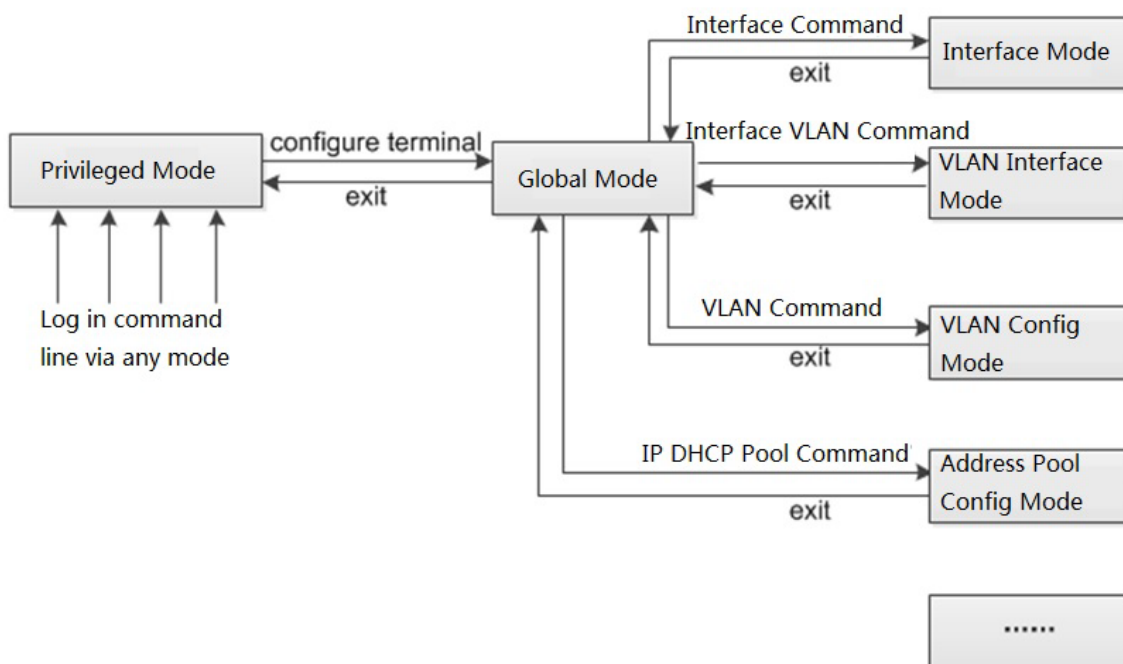 Interface Command
Interface Mode
exit
configure terminal
Interface VLAN Command
Privileged Mode
Global Mode
VLAN Interface
Mode
exit
exit
Log in command
line via any mode
VLAN Command
VLAN Config
Mode
exit
IP DHCP Pool Command
Address Pool
Config Mode
exit
......